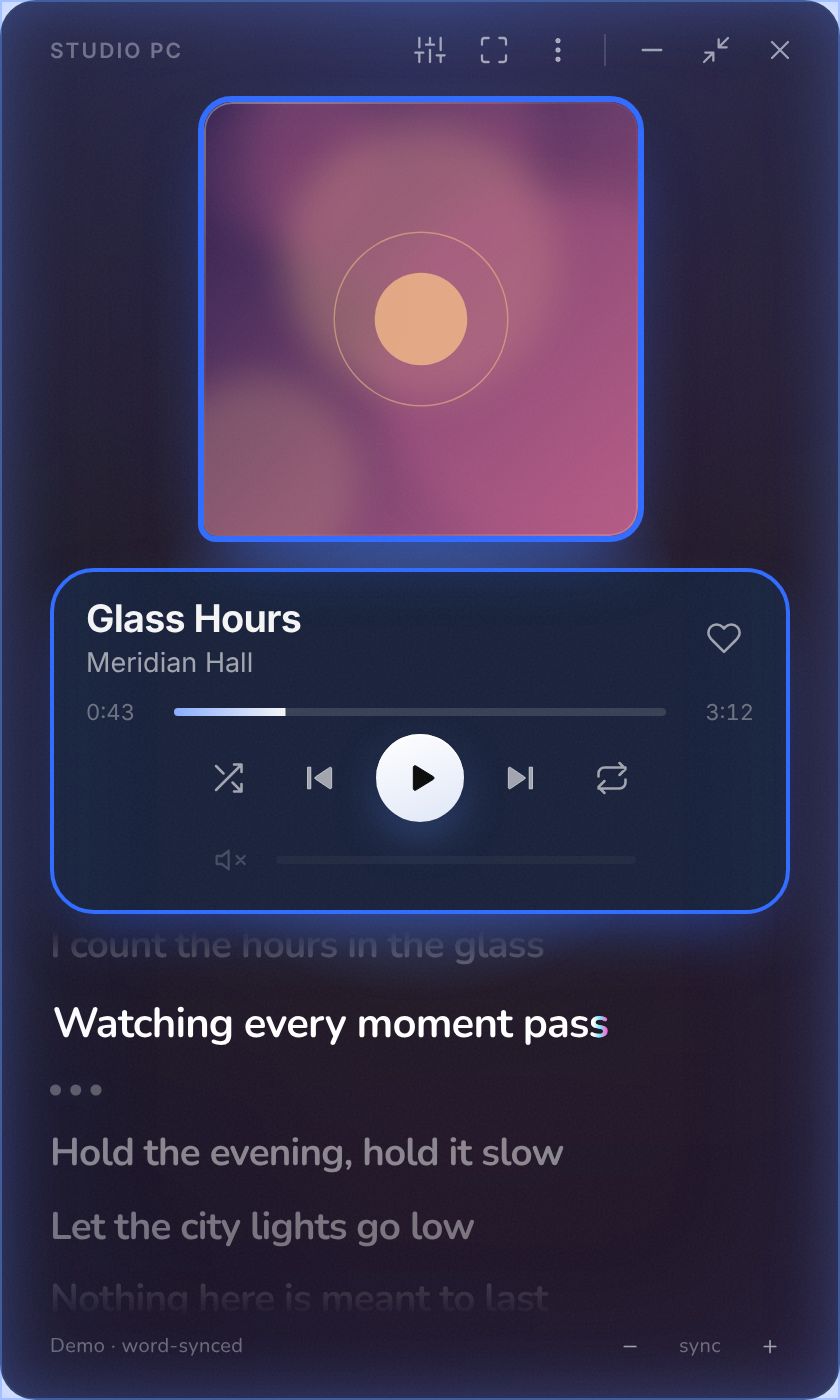 STUDIO PC
Glass Hours
Meridian Hall
0:43 3:12
I count the hours in the glass
Watching every moment pass
•••
Hold the evening, hold it slow
Let the city lights go low
Nothing here is meant to last
Demo · word-synced − sync +